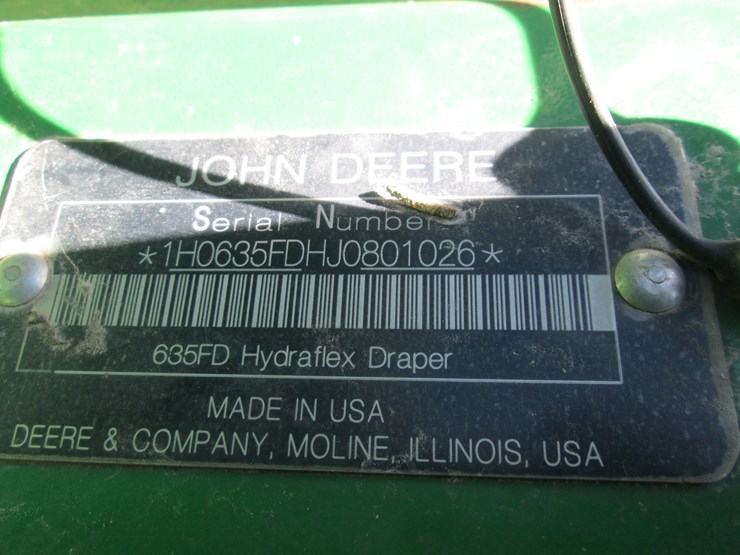 JOHN DEERE
Serial Number
*1H0635FDHJ0801026*
635FD Hydraflex Draper
MADE IN USA
DEERE & COMPANY, MOLINE, ILLINOIS, USA